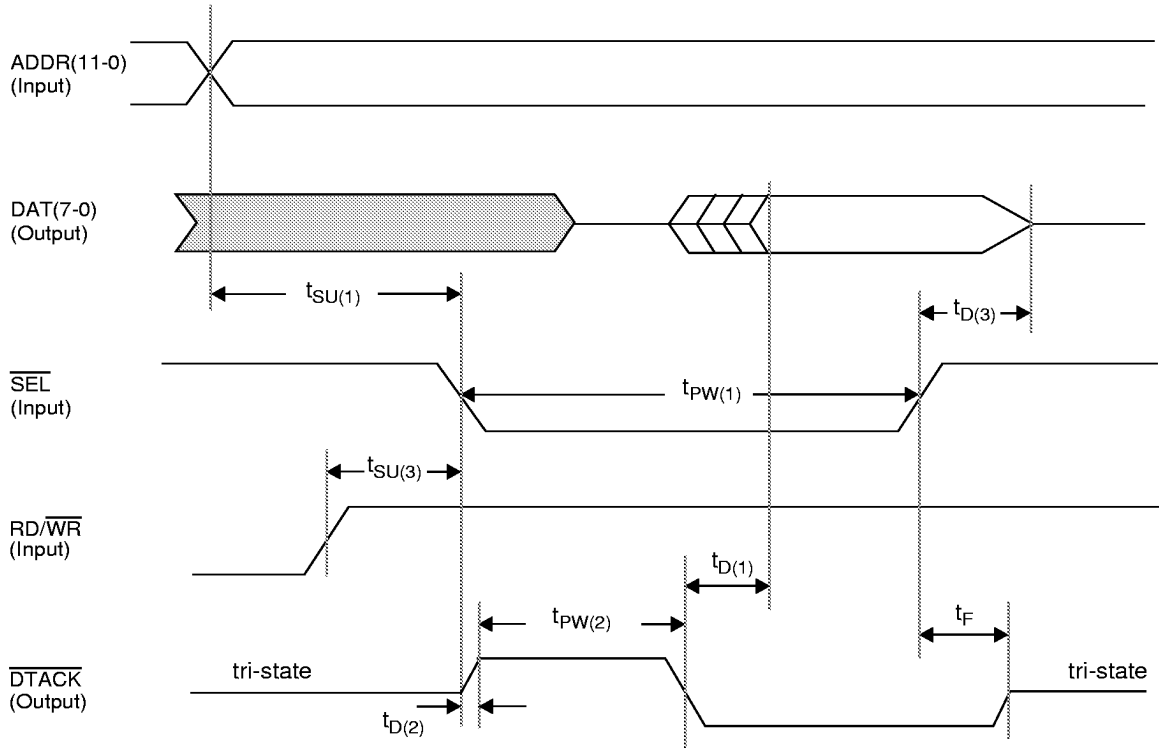 ADDR(11-0)
(Input)
DAT(7-0)
(Output)
tSU(1)
tD(3)
SEL
(Input)
tPW(1)
tSU(3)
RD/WR
(Input)
tD(1)
tPW(2)
tF
DTACK
(Output)
tri-state
tri-state
tD(2)